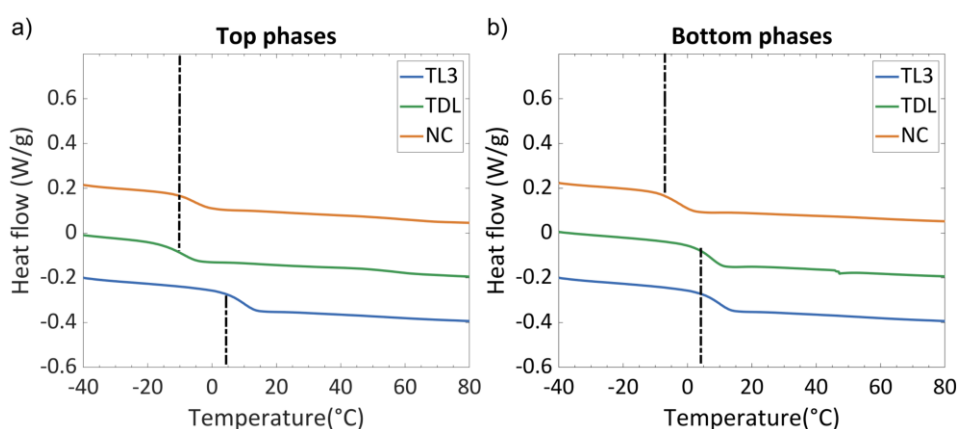 a)
Top phases
TL3
TDL
NC
0.6
0.4
0.2
0
-0.2
-0.4
-0.6
Heat flow (W/g)
-40
-20
0
20
40
60
80
Temperature(°C)
b)
Bottom phases
TL3
TDL
NC
0.6
0.4
0.2
0
-0.2
-0.4
-0.6
Heat flow (W/g)
-40
-20
0
20
40
60
80
Temperature(°C)